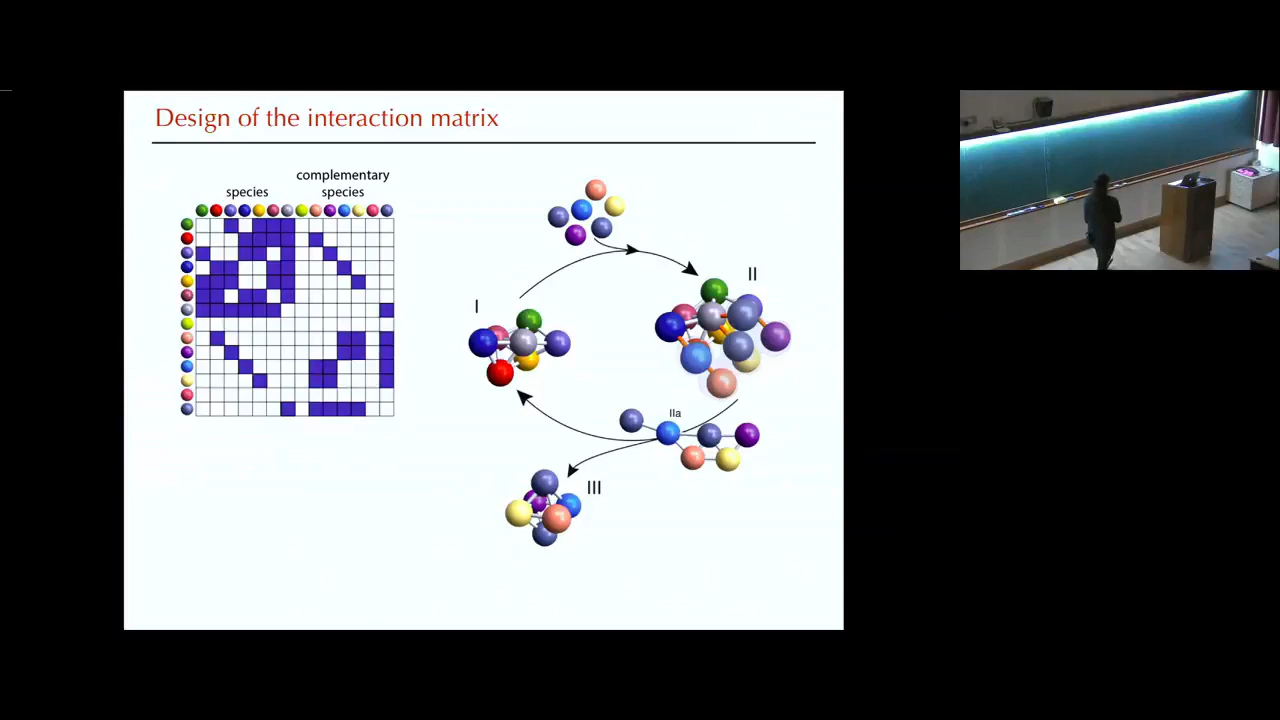 Design of the interaction matrix
complementary
species
species
I
II
IIa
III